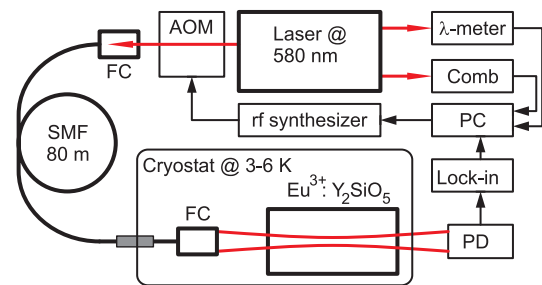 AOM
Laser @
580 nm
λ-meter
Comb
FC
SMF
80 m
rf synthesizer
PC
Cryostat @ 3-6 K
Eu³⁺: Y₂SiO₅
Lock-in
FC
PD